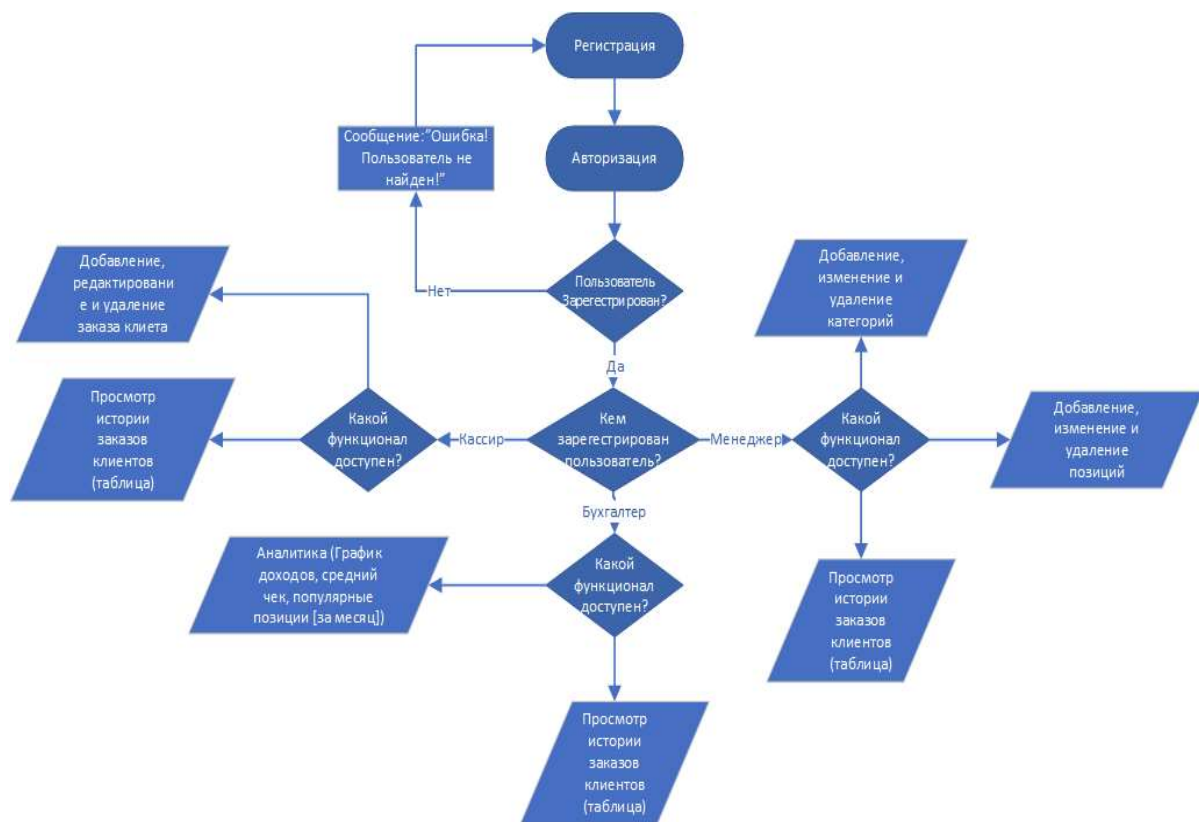 Регистрация
Сообщение:"Ошибка!
Пользователь не
найден!"
Авторизация
Пользователь
Зарегестрирован?
Нет
Да
Добавление,
редактировани
е и удаление
заказа клиета
Просмотр
истории
заказов
клиентов
(таблица)
Какой
функционал
доступен?
Кассир
Кем
зарегестрирован
пользователь?
Менеджер
Какой
функционал
доступен?
Добавление,
изменение и
удаление
категорий
Добавление,
изменение и
удаление
позиций
Просмотр
истории
заказов
клиентов
(таблица)
Бухгалтер
Какой
функционал
доступен?
Аналитика (График
доходов, средний
чек, популярные
позиции [за месяц])
Просмотр
истории
заказов
клиентов
(таблица)